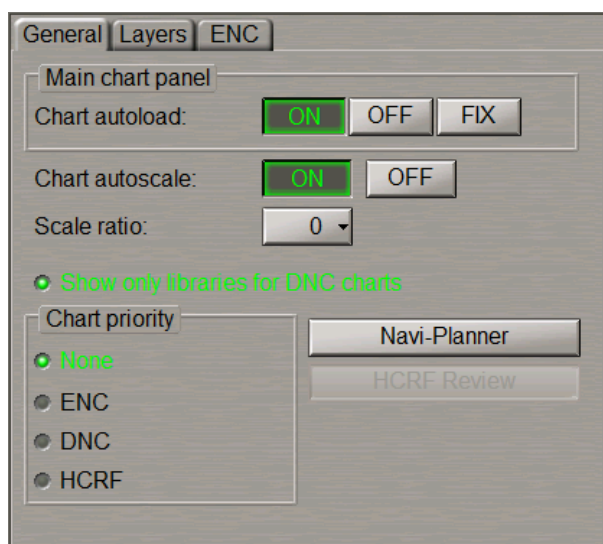 General Layers ENC
Main chart panel
Chart autoload: ON OFF FIX
Chart autoscale: ON OFF
Scale ratio: 0
Show only libraries for DNC charts
Chart priority
None
ENC
DNC
HCRF
Navi-Planner
HCRF Review